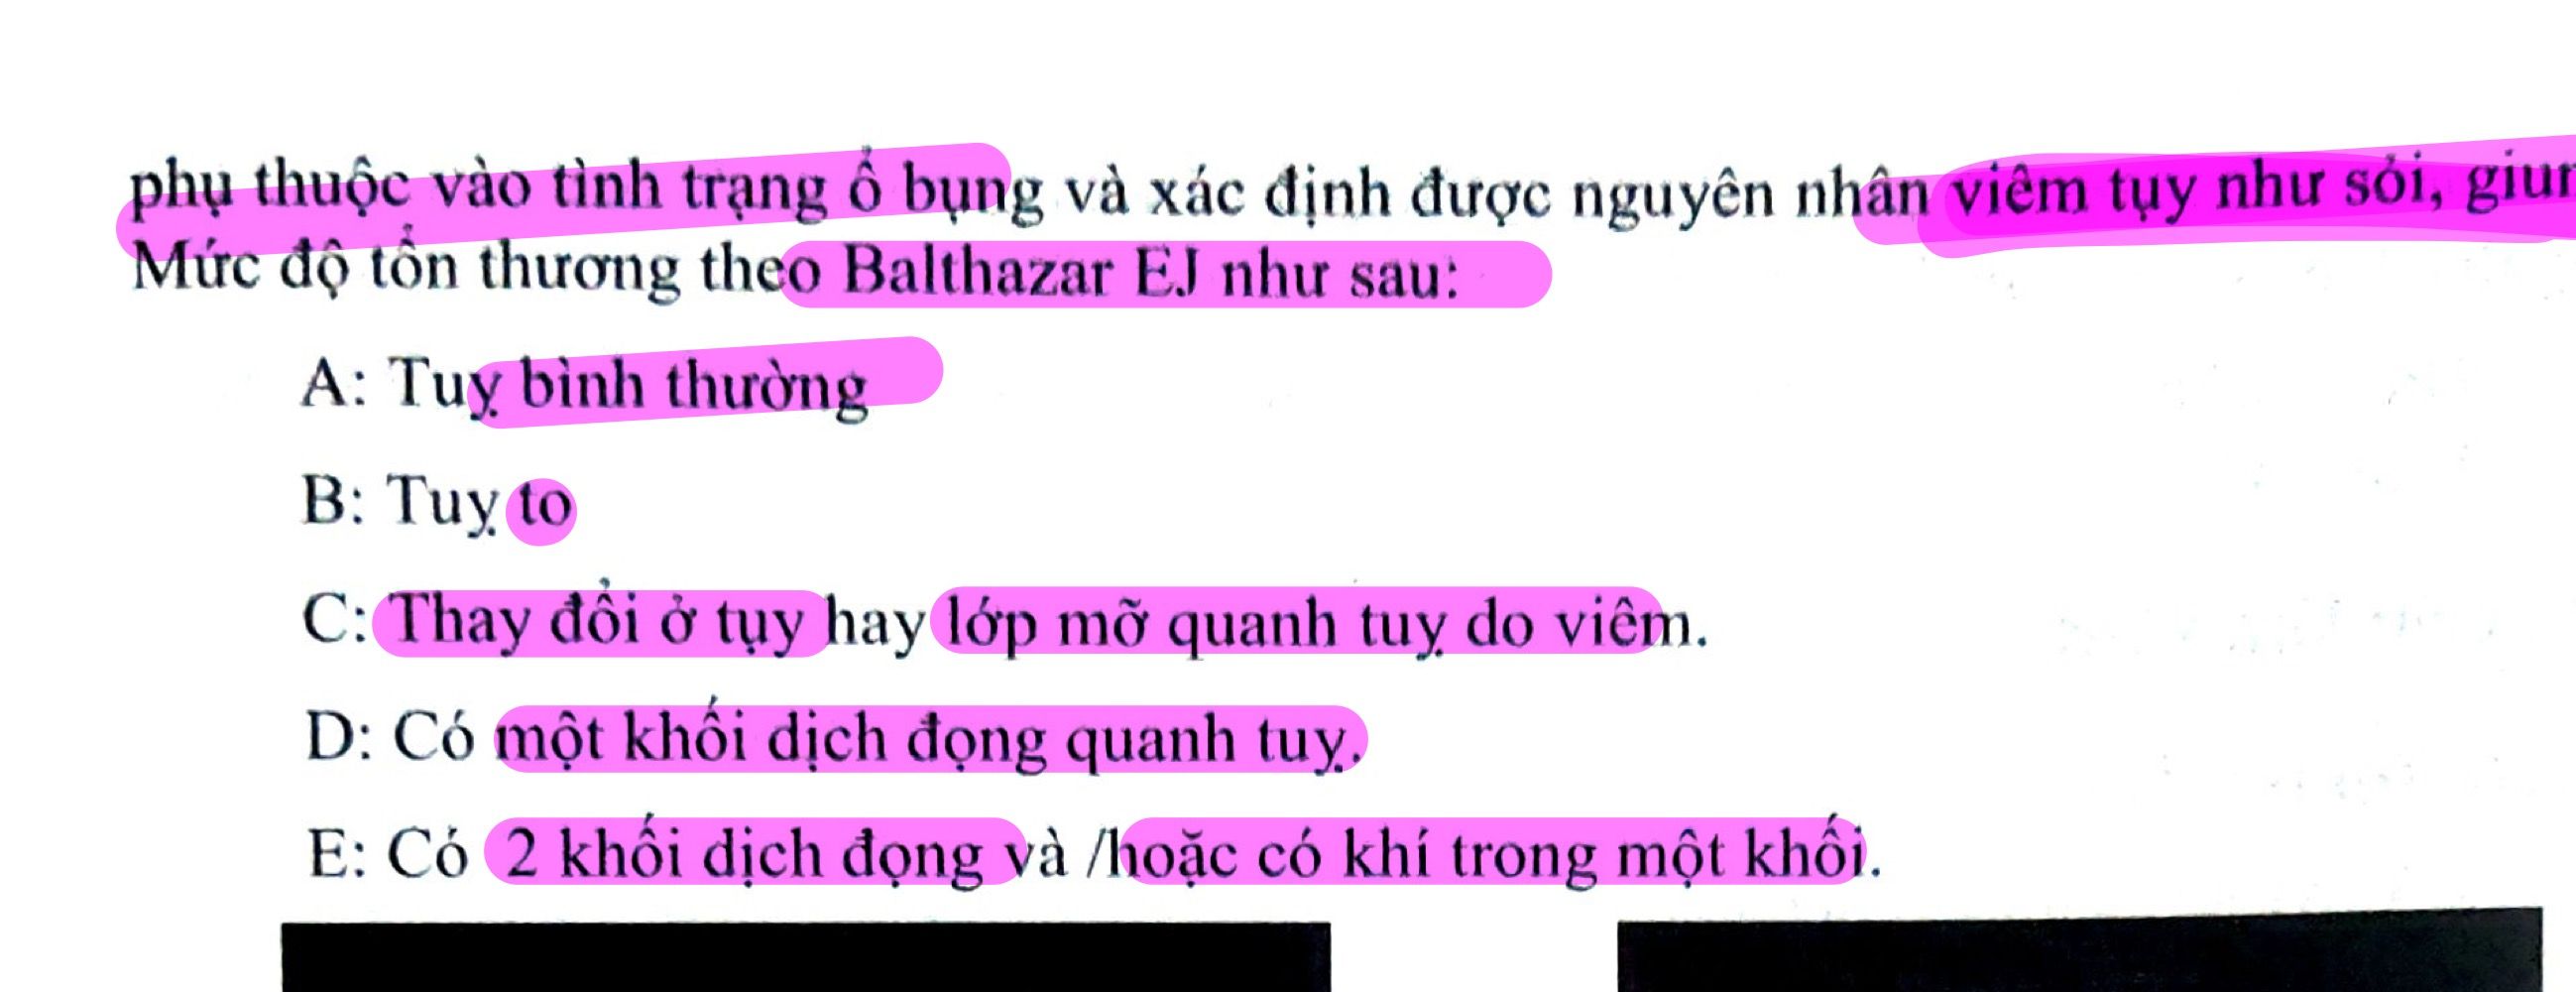 phụ thuộc vào tình trạng ổ bụng và xác định được nguyên nhân viêm tụy như sỏi,
Mức độ tổn thương theo Balthazar EJ như sau:
A: Tuỵ bình thường
B: Tuỵ to
C: Thay đổi ở tụy hay lớp mỡ quanh tuỵ do viêm.
D: Có một khối dịch đọng quanh tuỵ.
E: Có 2 khối dịch đọng và /hoặc có khí trong một khối.